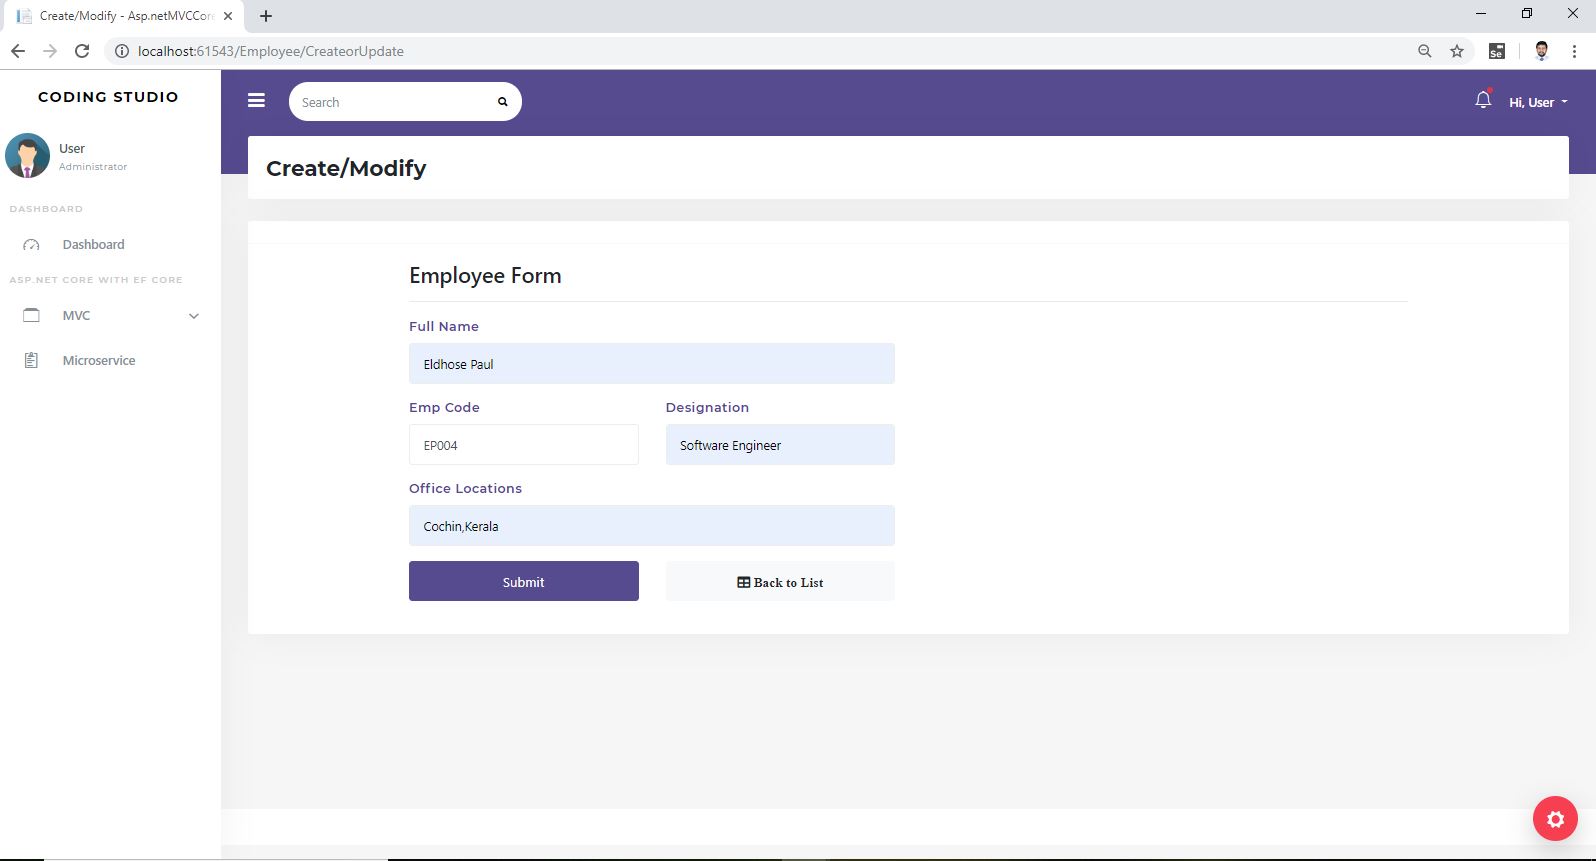 Create/Modify - Asp.netMVCCore
localhost:61543/Employee/CreateorUpdate
Se
CODING STUDIO
Search
Hi, User
User
Administrator
Create/Modify
DASHBOARD
Dashboard
ASP.NET CORE WITH EF CORE
MVC
Microservice
Employee Form
Full Name
Eldhose Paul
Emp Code Designation
EP004 Software Engineer
Office Locations
Cochin,Kerala
Submit Back to List